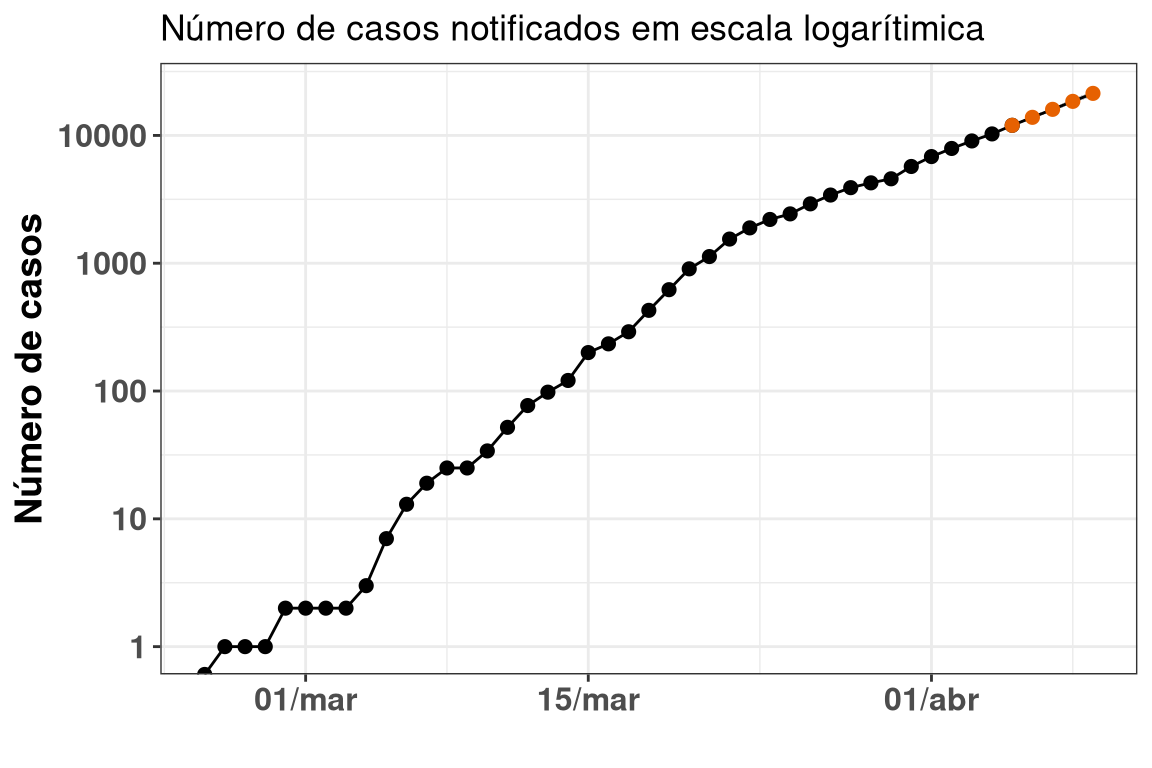 Número de casos notificados em escala logarítimica
Número de casos
10000
1000
100
10
1
01/mar
15/mar
01/abr